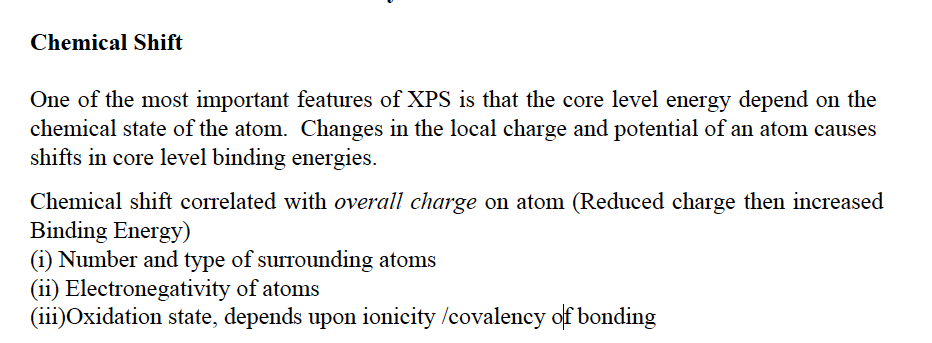 Chemical Shift
One of the most important features of XPS is that the core level energy depend on the
chemical state of the atom.  Changes in the local charge and potential of an atom causes
shifts in core level binding energies.
Chemical shift correlated with overall charge on atom (Reduced charge then increased
Binding Energy)
(i) Number and type of surrounding atoms
(ii) Electronegativity of atoms
(iii)Oxidation state, depends upon ionicity /covalency of bonding